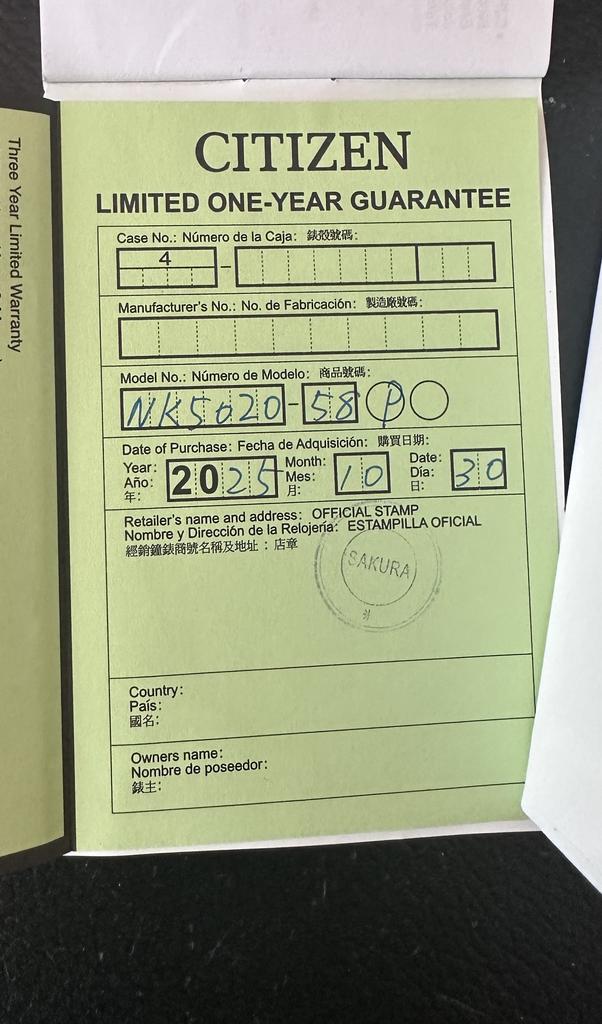 Three Year Limited Warranty
CITIZEN
LIMITED ONE-YEAR GUARANTEE
Case No.: Número de la Caja: 錶殼號碼:
4 –
Manufacturer's No.: No. de Fabricación: 製造廠號碼:
Model No.: Número de Modelo: 商品號碼:
NK5020-58 P
Date of Purchase: Fecha de Adquisición: 購買日期:
Year: Month: Date:
Año: 2025 Mes: 10 Día: 30
年: 月: 日:
Retailer's name and address: OFFICIAL STAMP
Nombre y Dirección de la Relojería: ESTAMPILLA OFICIAL
經銷鐘錶商號名稱及地址：店章
SAKURA
Country:
País:
國名:
Owners name:
Nombre de poseedor:
錶主: